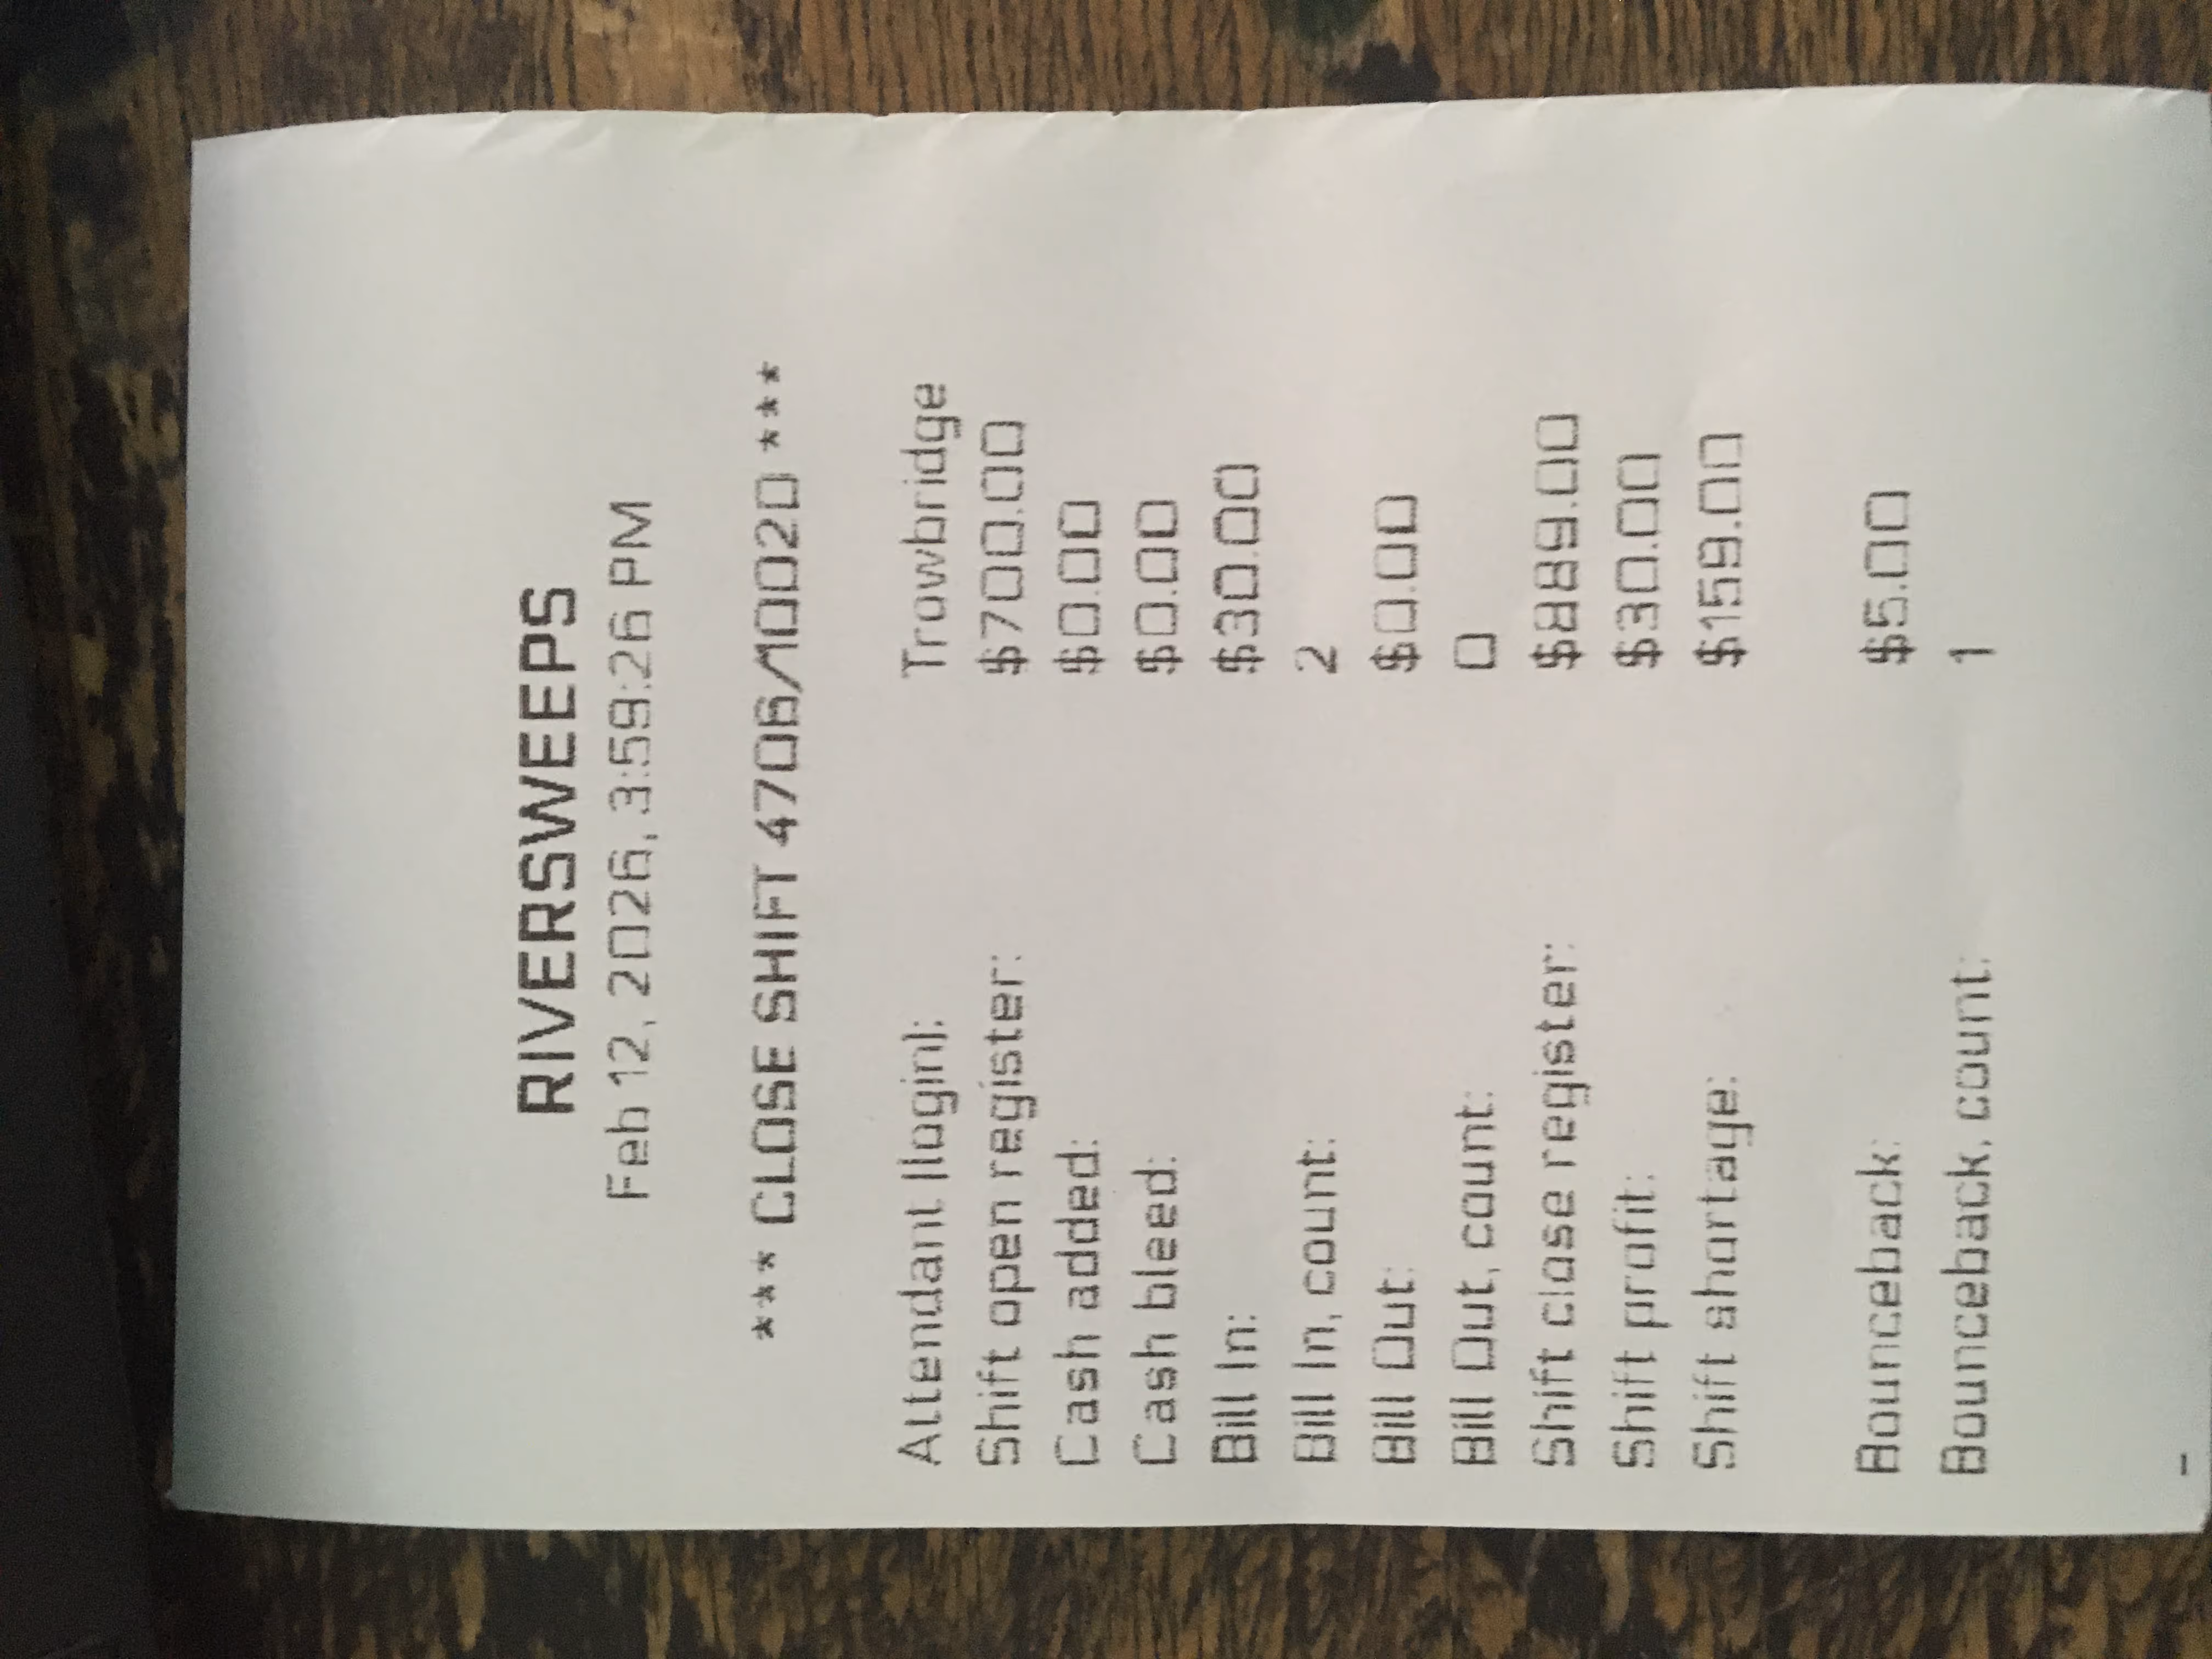 RIVERSWEEPS
Feb 12, 2026, 3:59:26 PM
*** CLOSE SHIFT 4706/10020 ***
Attendant (login): Trowbridge
Shift open register: $700.00
Cash added: $0.00
Cash bleed: $0.00
Bill In: $30.00
Bill In, count: 2
Bill Out: $0.00
Bill Out, count: 0
Shift close register: $889.00
Shift profit: $30.00
Shift shortage: $159.00
Bounceback: $5.00
Bounceback, count: 1